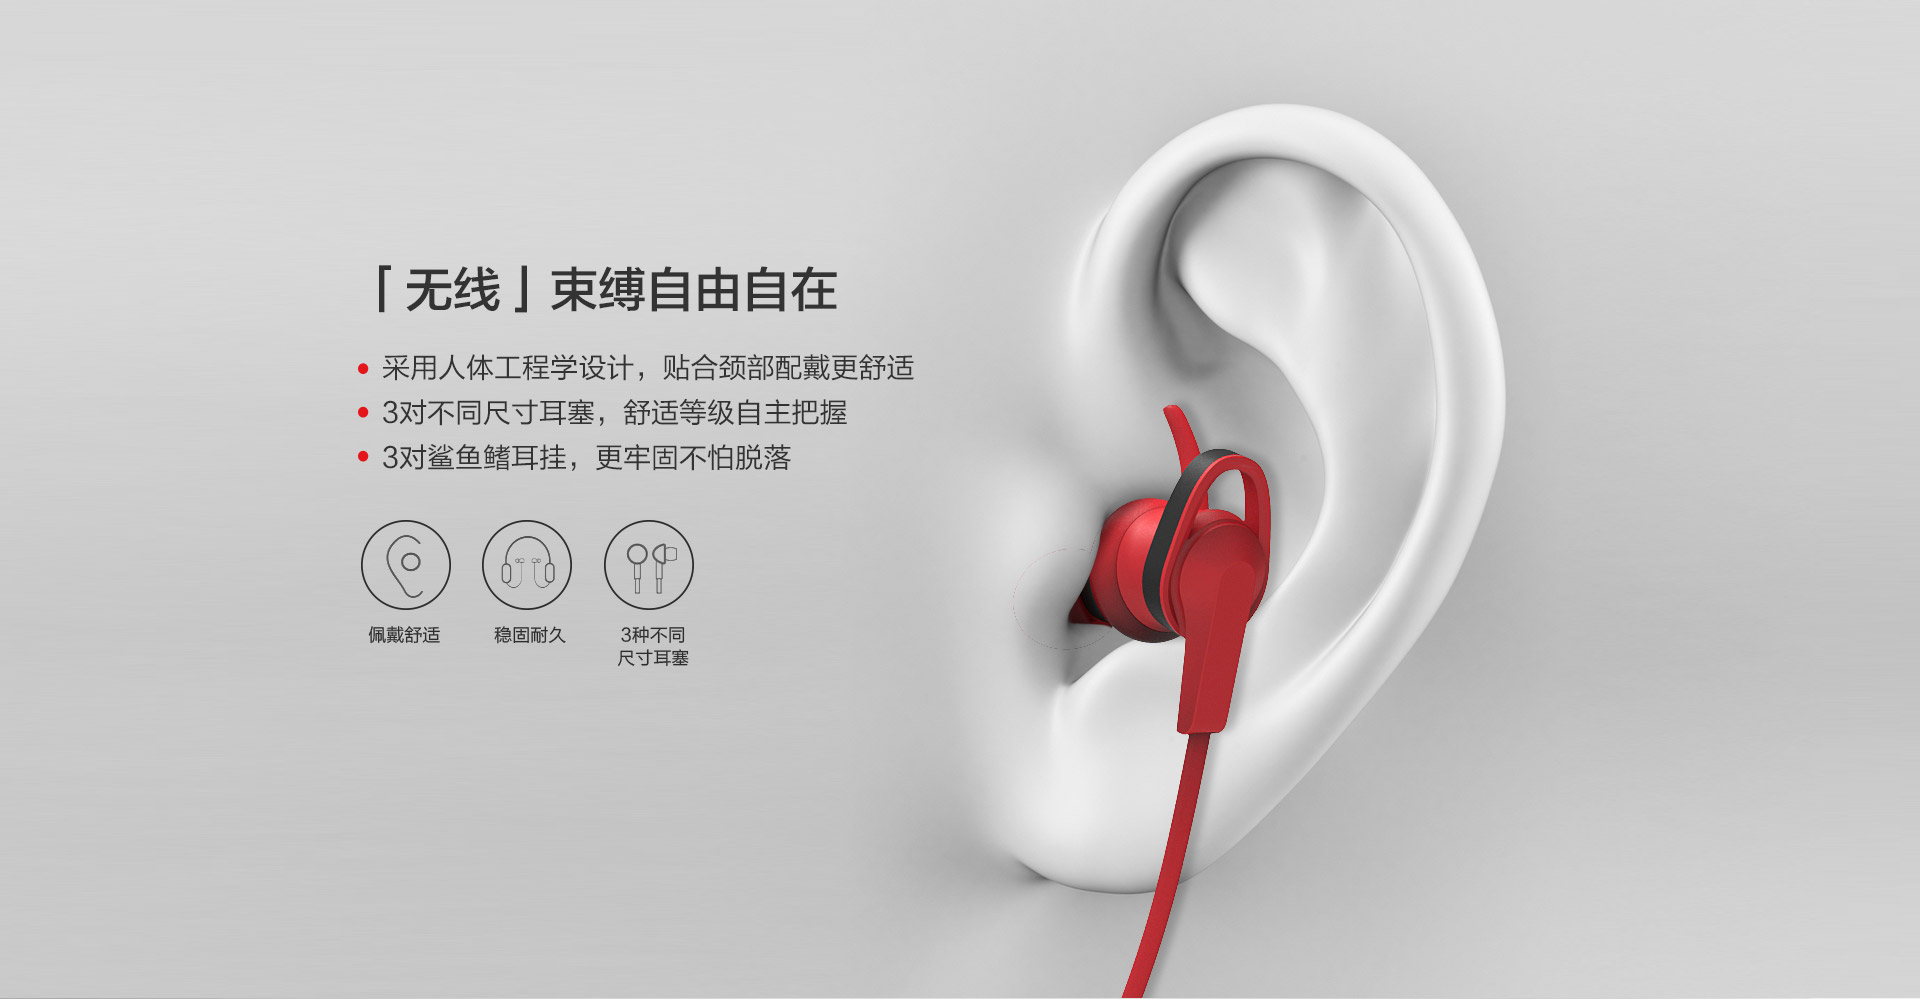 「无线」束缚自由自在
采用人体工程学设计，贴合颈部配戴更舒适
3对不同尺寸耳塞，舒适等级自主把握
3对鲨鱼鳍耳挂，更牢固不怕脱落
佩戴舒适
稳固耐久
3种不同
尺寸耳塞